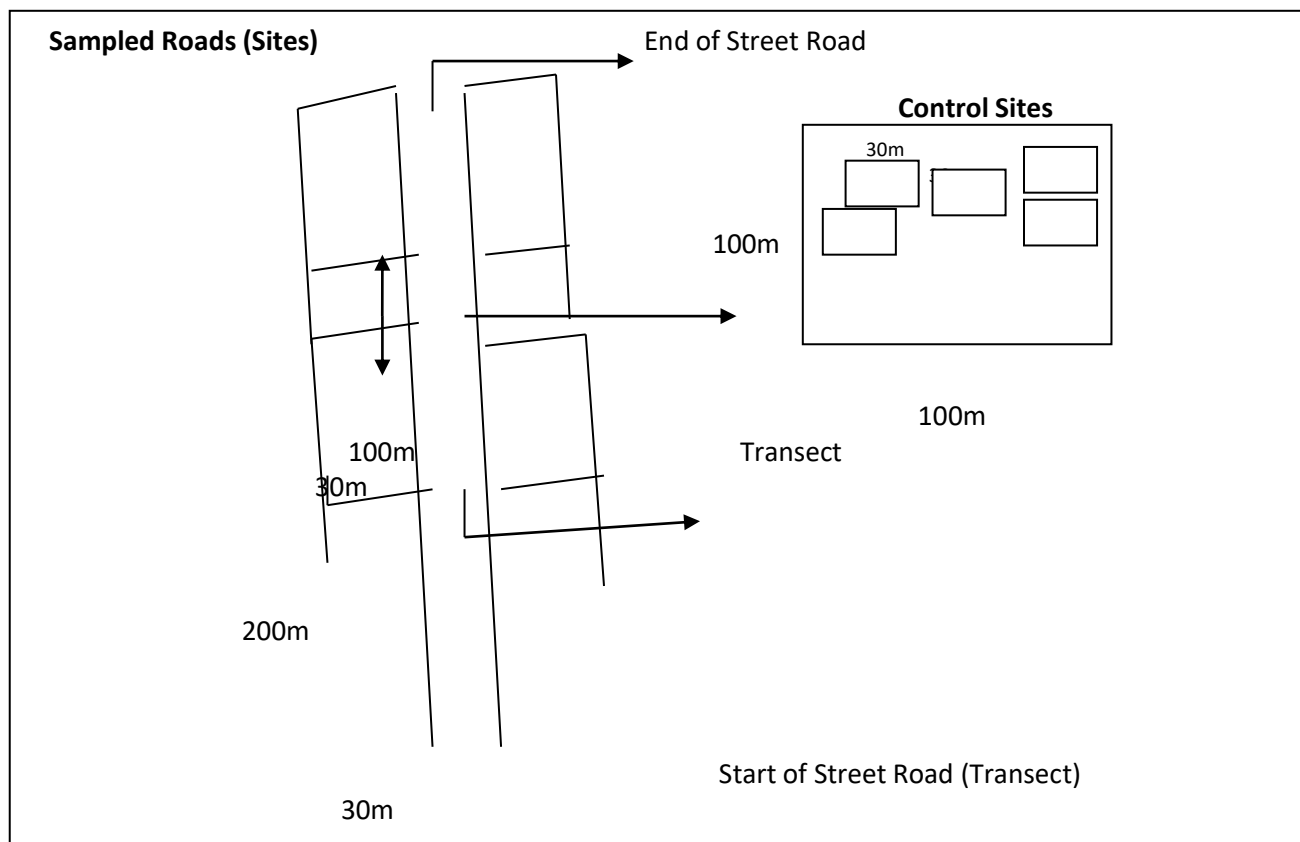 Sampled Roads (Sites)
End of Street Road
Control Sites
30m
100m
100m
Transect
100m
30m
200m
Start of Street Road (Transect)
30m